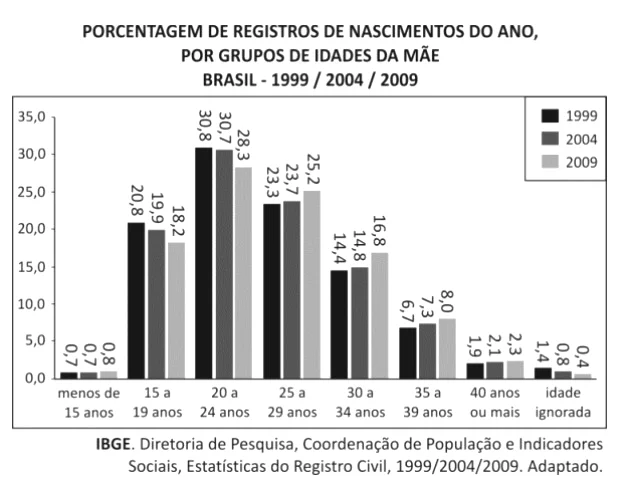 PORCENTAGEM DE REGISTROS DE NASCIMENTOS DO ANO,
POR GRUPOS DE IDADES DA MÃE
BRASIL - 1999 / 2004 / 2009
35,0
30,0
25,0
20,0
15,0
10,0
5,0
0,0
1999
2004
2009
0,7 0,7 0,8
20,8 19,9 18,2
30,8 30,7 28,3
23,3 23,7 25,2
14,4 14,8 16,8
6,7 7,3 8,0
1,9 2,1 2,3
1,4 0,8 0,4
menos de
15 anos
15 a
19 anos
20 a
24 anos
25 a
29 anos
30 a
34 anos
35 a
39 anos
40 anos
ou mais
idade
ignorada
IBGE. Diretoria de Pesquisa, Coordenação de População e Indicadores
Sociais, Estatísticas do Registro Civil, 1999/2004/2009. Adaptado.